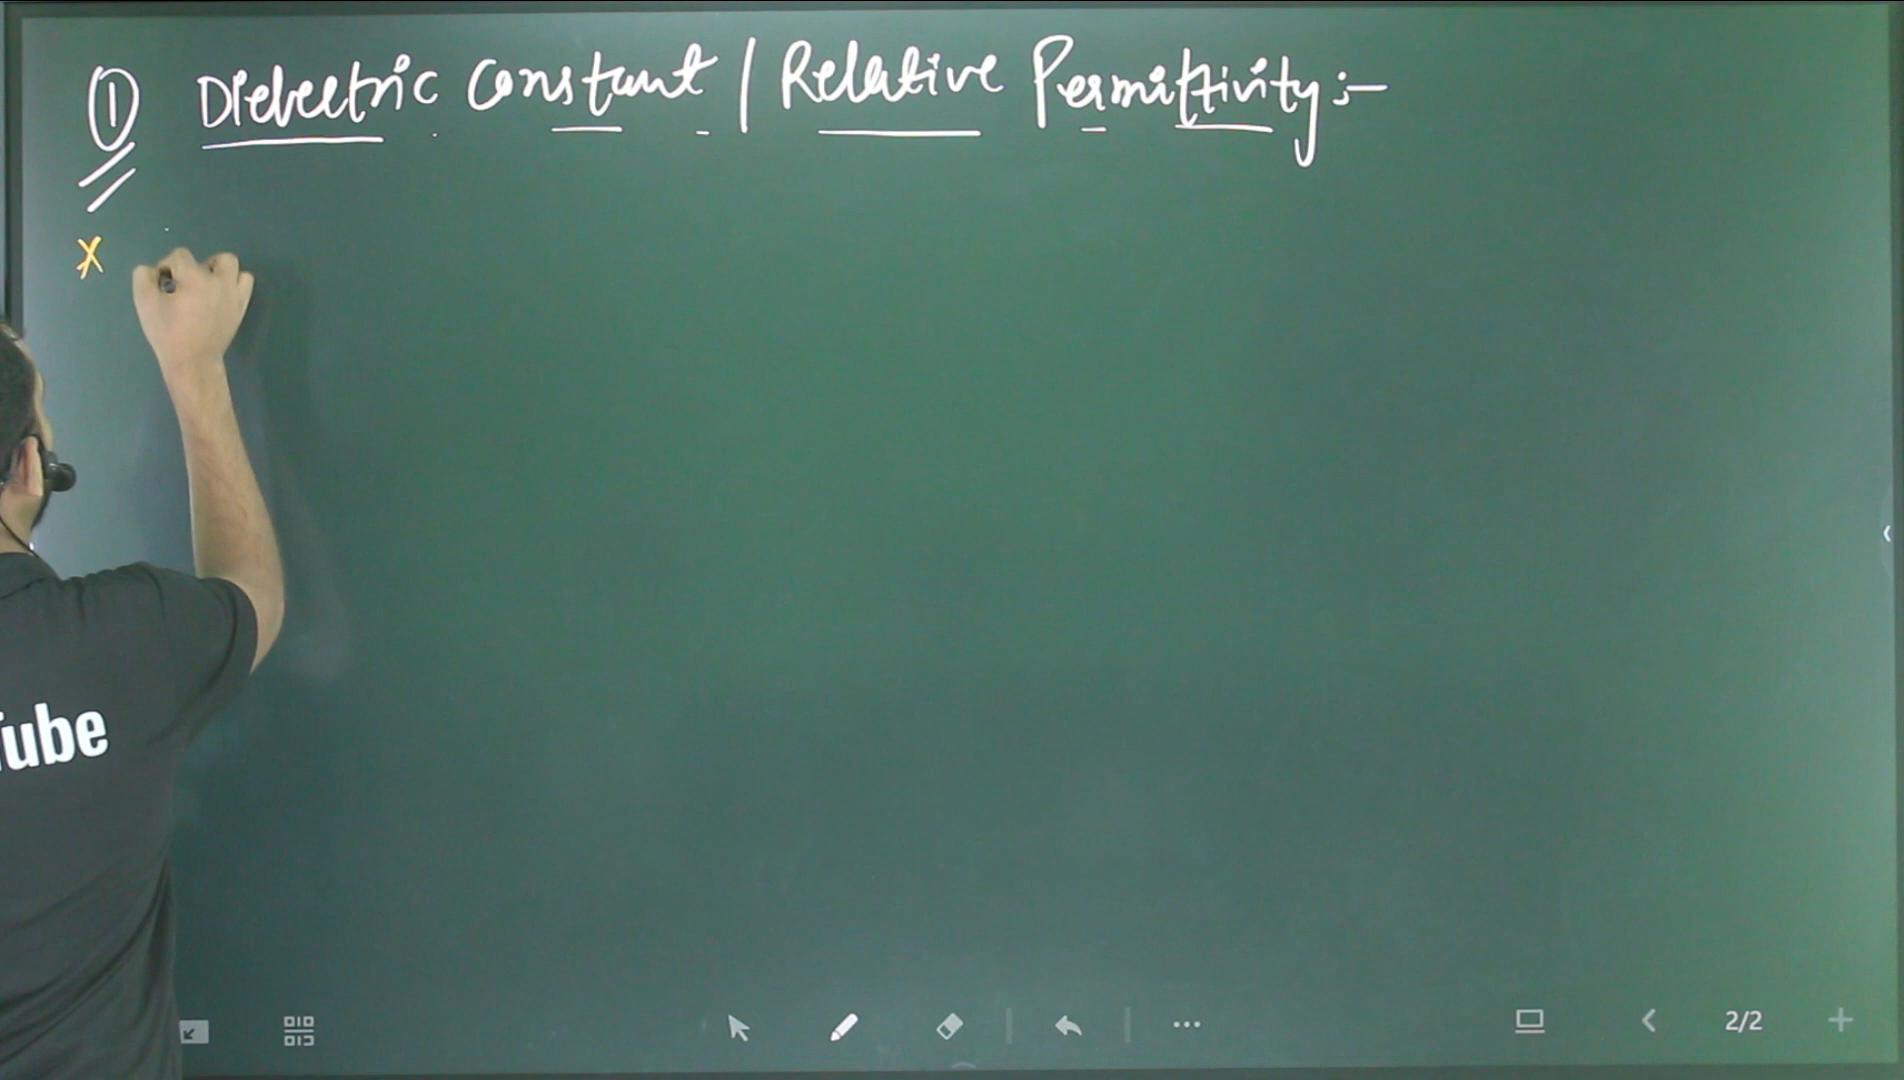 ① Dielectric Constant / Relative Permittivity :-
x
ube
2/2